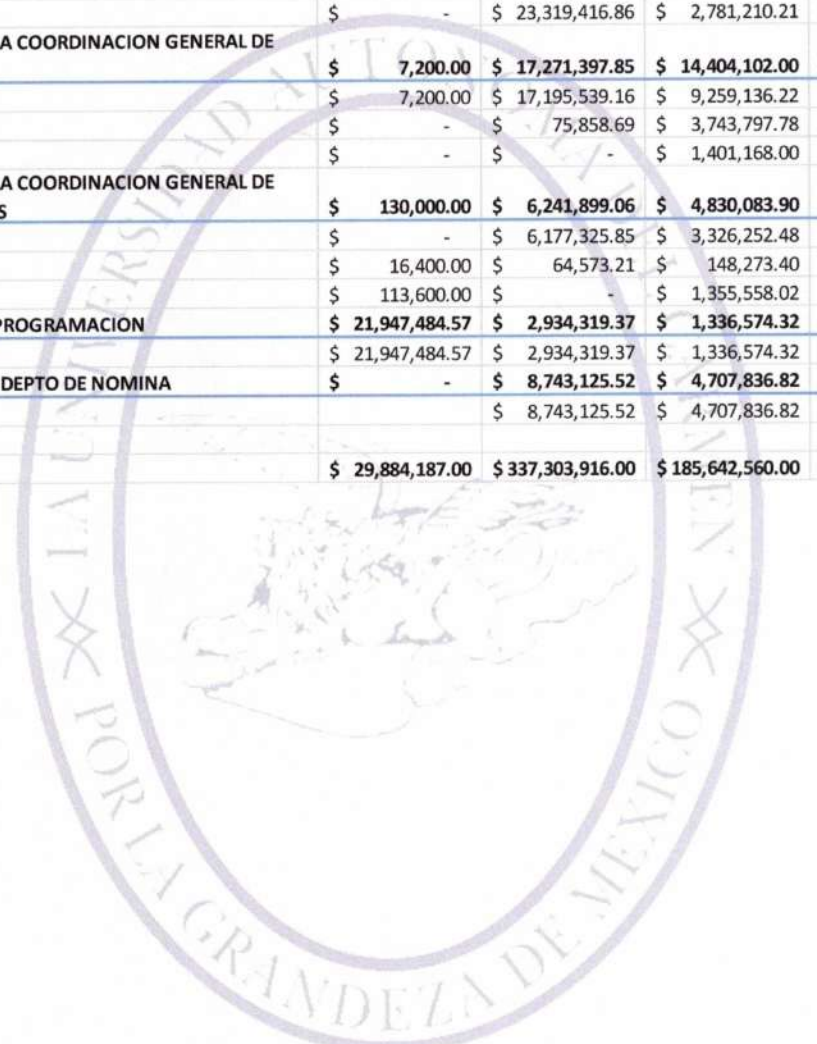 $ - $ 23,319,416.86 $ 2,781,210.21
A COORDINACION GENERAL DE
$ 7,200.00 $ 17,271,397.85 $ 14,404,102.00
$ 7,200.00 $ 17,195,539.16 $ 9,259,136.22
$ - $ 75,858.69 $ 3,743,797.78
$ - $ - $ 1,401,168.00
A COORDINACION GENERAL DE
S $ 130,000.00 $ 6,241,899.06 $ 4,830,083.90
$ - $ 6,177,325.85 $ 3,326,252.48
$ 16,400.00 $ 64,573.21 $ 148,273.40
$ 113,600.00 $ - $ 1,355,558.02
PROGRAMACION $ 21,947,484.57 $ 2,934,319.37 $ 1,336,574.32
$ 21,947,484.57 $ 2,934,319.37 $ 1,336,574.32
DEPTO DE NOMINA $ - $ 8,743,125.52 $ 4,707,836.82
$ 8,743,125.52 $ 4,707,836.82
$ 29,884,187.00 $ 337,303,916.00 $ 185,642,560.00
LA UNIVERSIDAD AUTONOMA DEL CARMEN
POR LA GRANDEZA DE MEXICO